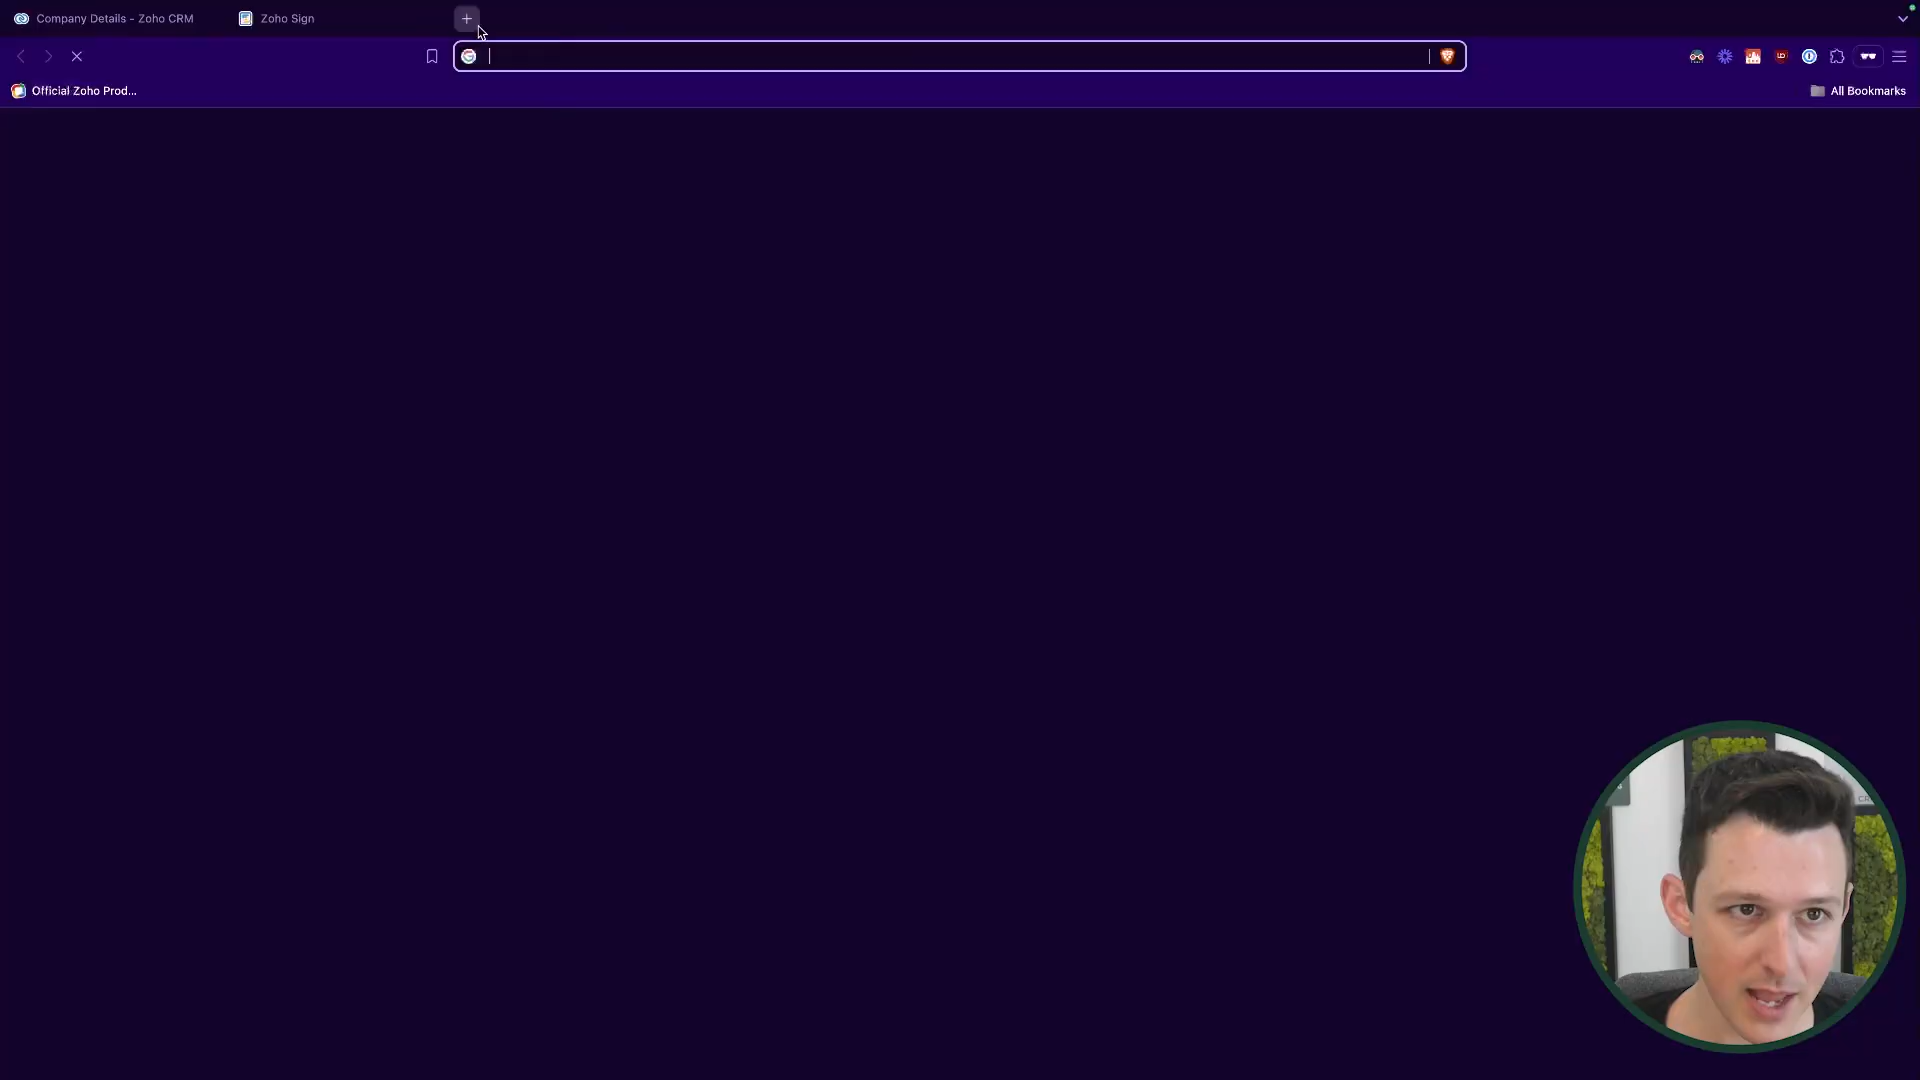 Company Details - Zoho CRM
Zoho Sign
Official Zoho Prod...
All Bookmarks